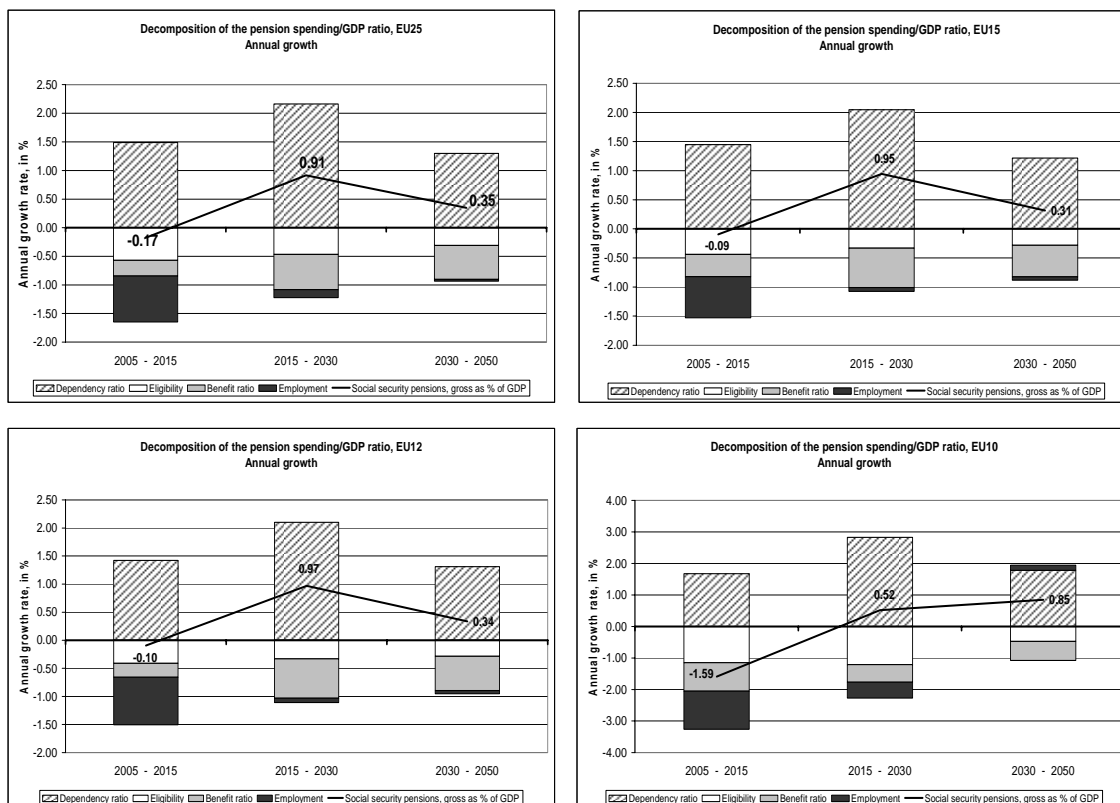 Decomposition of the pension spending/GDP ratio, EU25
Annual growth
Annual growth rate, in %
2.50
2.00
1.50
1.00
0.50
0.00
-0.50
-1.00
-1.50
-2.00
-0.17
0.91
0.35
2005 - 2015
2015 - 2030
2030 - 2050
Dependency ratio Eligibility Benefit ratio Employment Social security pensions, gross as % of GDP
Decomposition of the pension spending/GDP ratio, EU15
Annual growth
Annual growth rate, in %
2.50
2.00
1.50
1.00
0.50
0.00
-0.50
-1.00
-1.50
-2.00
-0.09
0.95
0.31
2005 - 2015
2015 - 2030
2030 - 2050
Dependency ratio Eligibility Benefit ratio Employment Social security pensions, gross as % of GDP
Decomposition of the pension spending/GDP ratio, EU12
Annual growth
Annual growth rate, in %
2.50
2.00
1.50
1.00
0.50
0.00
-0.50
-1.00
-1.50
-2.00
-0.10
0.97
0.34
2005 - 2015
2015 - 2030
2030 - 2050
Dependency ratio Eligibility Benefit ratio Employment Social security pensions, gross as % of GDP
Decomposition of the pension spending/GDP ratio, EU10
Annual growth
Annual growth rate, in %
4.00
3.00
2.00
1.00
0.00
-1.00
-2.00
-3.00
-4.00
-1.59
0.52
0.85
2005 - 2015
2015 - 2030
2030 - 2050
Dependency ratio Eligibility Benefit ratio Employment Social security pensions, gross as % of GDP